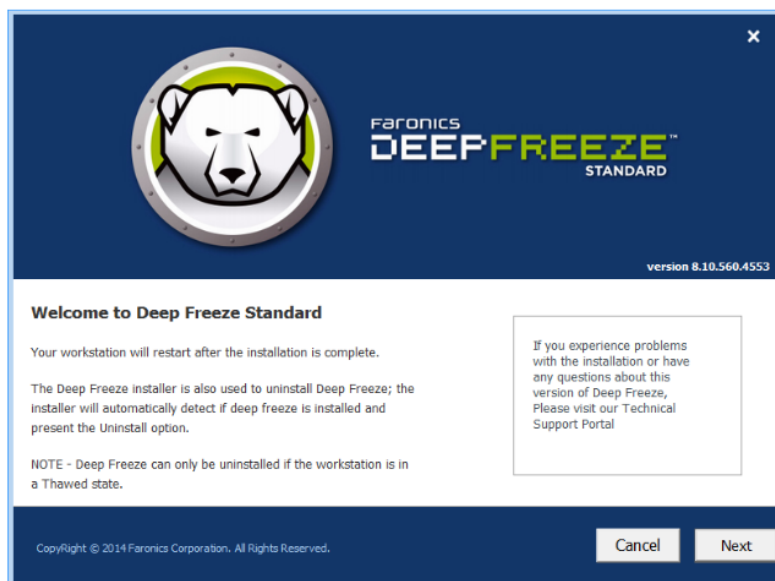 FARONICS
DEEPFREEZE™
STANDARD
version 8.10.560.4553
Welcome to Deep Freeze Standard
Your workstation will restart after the installation is complete.
The Deep Freeze installer is also used to uninstall Deep Freeze; the
installer will automatically detect if deep freeze is installed and
present the Uninstall option.
NOTE - Deep Freeze can only be uninstalled if the workstation is in
a Thawed state.
If you experience problems
with the installation or have
any questions about this
version of Deep Freeze,
Please visit our Technical
Support Portal
CopyRight © 2014 Faronics Corporation. All Rights Reserved.
Cancel
Next